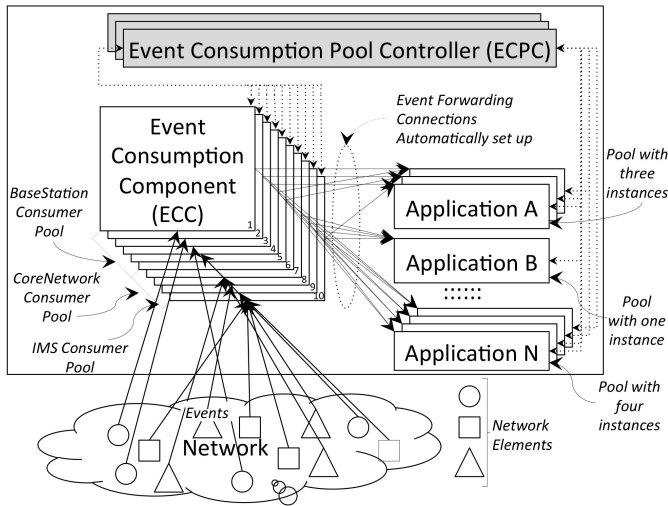 Event Consumption Pool Controller (ECPC)
Event
Consumption
Component
(ECC)
1
2
3
4
5
6
7
8
9
10
Event Forwarding
Connections
Automatically set up
Pool with
three
instances
Application A
Application B
Application N
Pool
with one
instance
Pool with
four
instances
BaseStation
Consumer
Pool
CoreNetwork
Consumer
Pool
IMS Consumer
Pool
Events
Network
Network
Elements